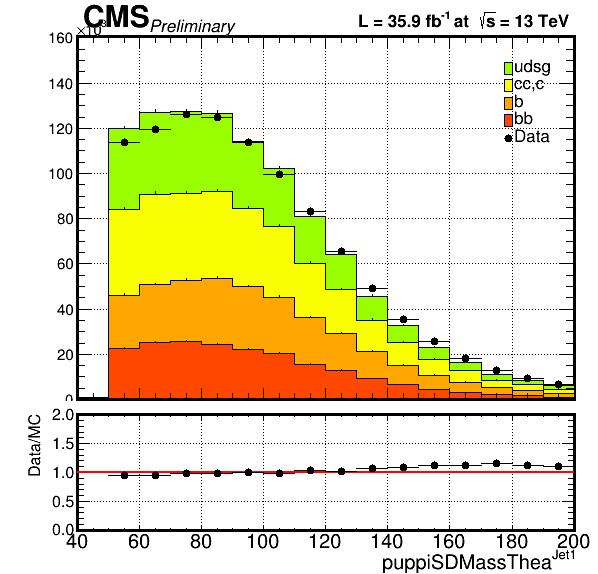 CMS Preliminary L = 35.9 fb⁻¹ at √s = 13 TeV
160
140
120
100
80
60
40
20
0
udsg
cc,c
b
bb
Data
Data/MC
2.0
1.5
1.0
0.5
0.0
40 60 80 100 120 140 160 180 200
puppiSDMassThea^Jet1